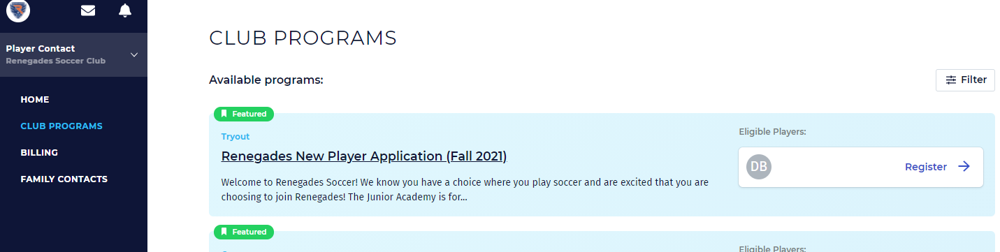 Player Contact
Renegades Soccer Club
HOME
CLUB PROGRAMS
BILLING
FAMILY CONTACTS
CLUB PROGRAMS
Available programs:
Filter
Featured
Tryout
Renegades New Player Application (Fall 2021)
Welcome to Renegades Soccer! We know you have a choice where you play soccer and are excited that you are
choosing to join Renegades! The Junior Academy is for...
Eligible Players:
DB
Register
Featured
Eligible Players: